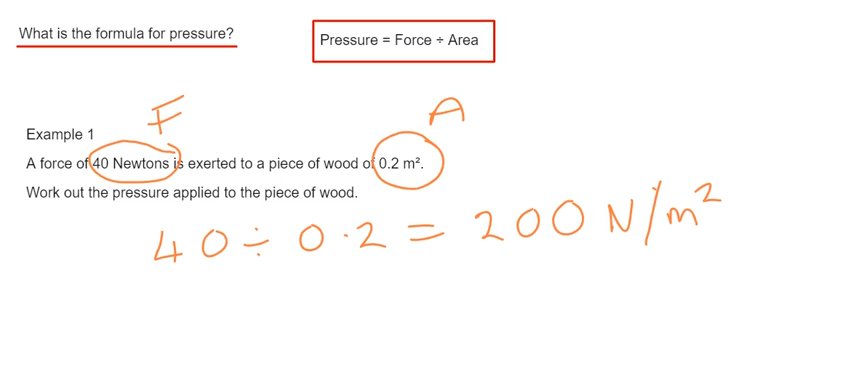 What is the formula for pressure?
Pressure = Force ÷ Area
F
A
Example 1
A force of 40 Newtons is exerted to a piece of wood of 0.2 m².
Work out the pressure applied to the piece of wood.
40 ÷ 0.2 = 200 N/m²